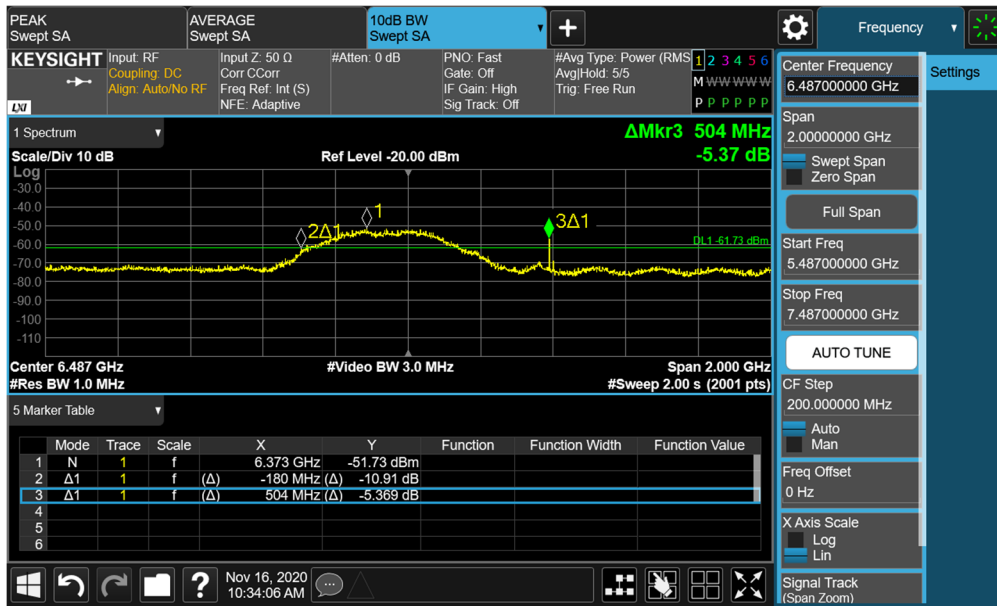 PEAK
Swept SA
AVERAGE
Swept SA
10dB BW
Swept SA
▼
+
Frequency
▼
KEYSIGHT
LXI
Input: RF
Coupling: DC
Align: Auto/No RF
Input Z: 50 Ω
Corr CCorr
Freq Ref: Int (S)
NFE: Adaptive
#Atten: 0 dB
PNO: Fast
Gate: Off
IF Gain: High
Sig Track: Off
#Avg Type: Power (RMS
Avg|Hold: 5/5
Trig: Free Run
1 2 3 4 5 6
M W W W W W
P P P P P P
1 Spectrum
▼
Scale/Div 10 dB
Ref Level -20.00 dBm
ΔMkr3 504 MHz
-5.37 dB
Log
-30.0
-40.0
-50.0
-60.0
-70.0
-80.0
-90.0
-100
-110
2Δ1
1
3Δ1
DL1 -61.73 dBm
Center 6.487 GHz
#Video BW 3.0 MHz
Span 2.000 GHz
#Res BW 1.0 MHz
#Sweep 2.00 s (2001 pts)
5 Marker Table
▼
Mode Trace Scale X Y Function Function Width Function Value
1 N 1 f 6.373 GHz -51.73 dBm
2 Δ1 1 f (Δ) -180 MHz (Δ) -10.91 dB
3 Δ1 1 f (Δ) 504 MHz (Δ) -5.369 dB
4
5
6
?
Nov 16, 2020
10:34:06 AM
Center Frequency
6.487000000 GHz
Span
2.00000000 GHz
Swept Span
Zero Span
Full Span
Start Freq
5.487000000 GHz
Stop Freq
7.487000000 GHz
AUTO TUNE
CF Step
200.000000 MHz
Auto
Man
Freq Offset
0 Hz
X Axis Scale
Log
Lin
Signal Track
(Span Zoom)
Settings